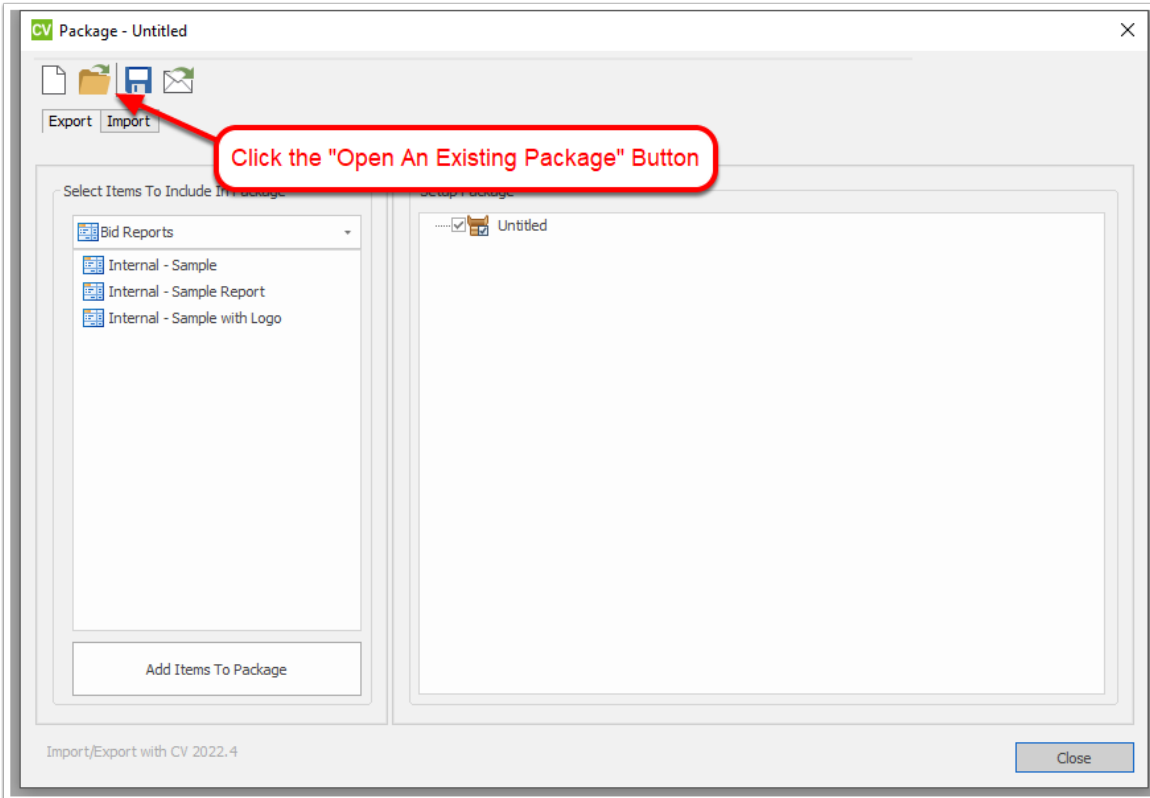 CV Package - Untitled
Export Import
Click the "Open An Existing Package" Button
Select Items To Include In Package
Setup Package
Bid Reports
Untitled
Internal - Sample
Internal - Sample Report
Internal - Sample with Logo
Add Items To Package
Import/Export with CV 2022.4
Close